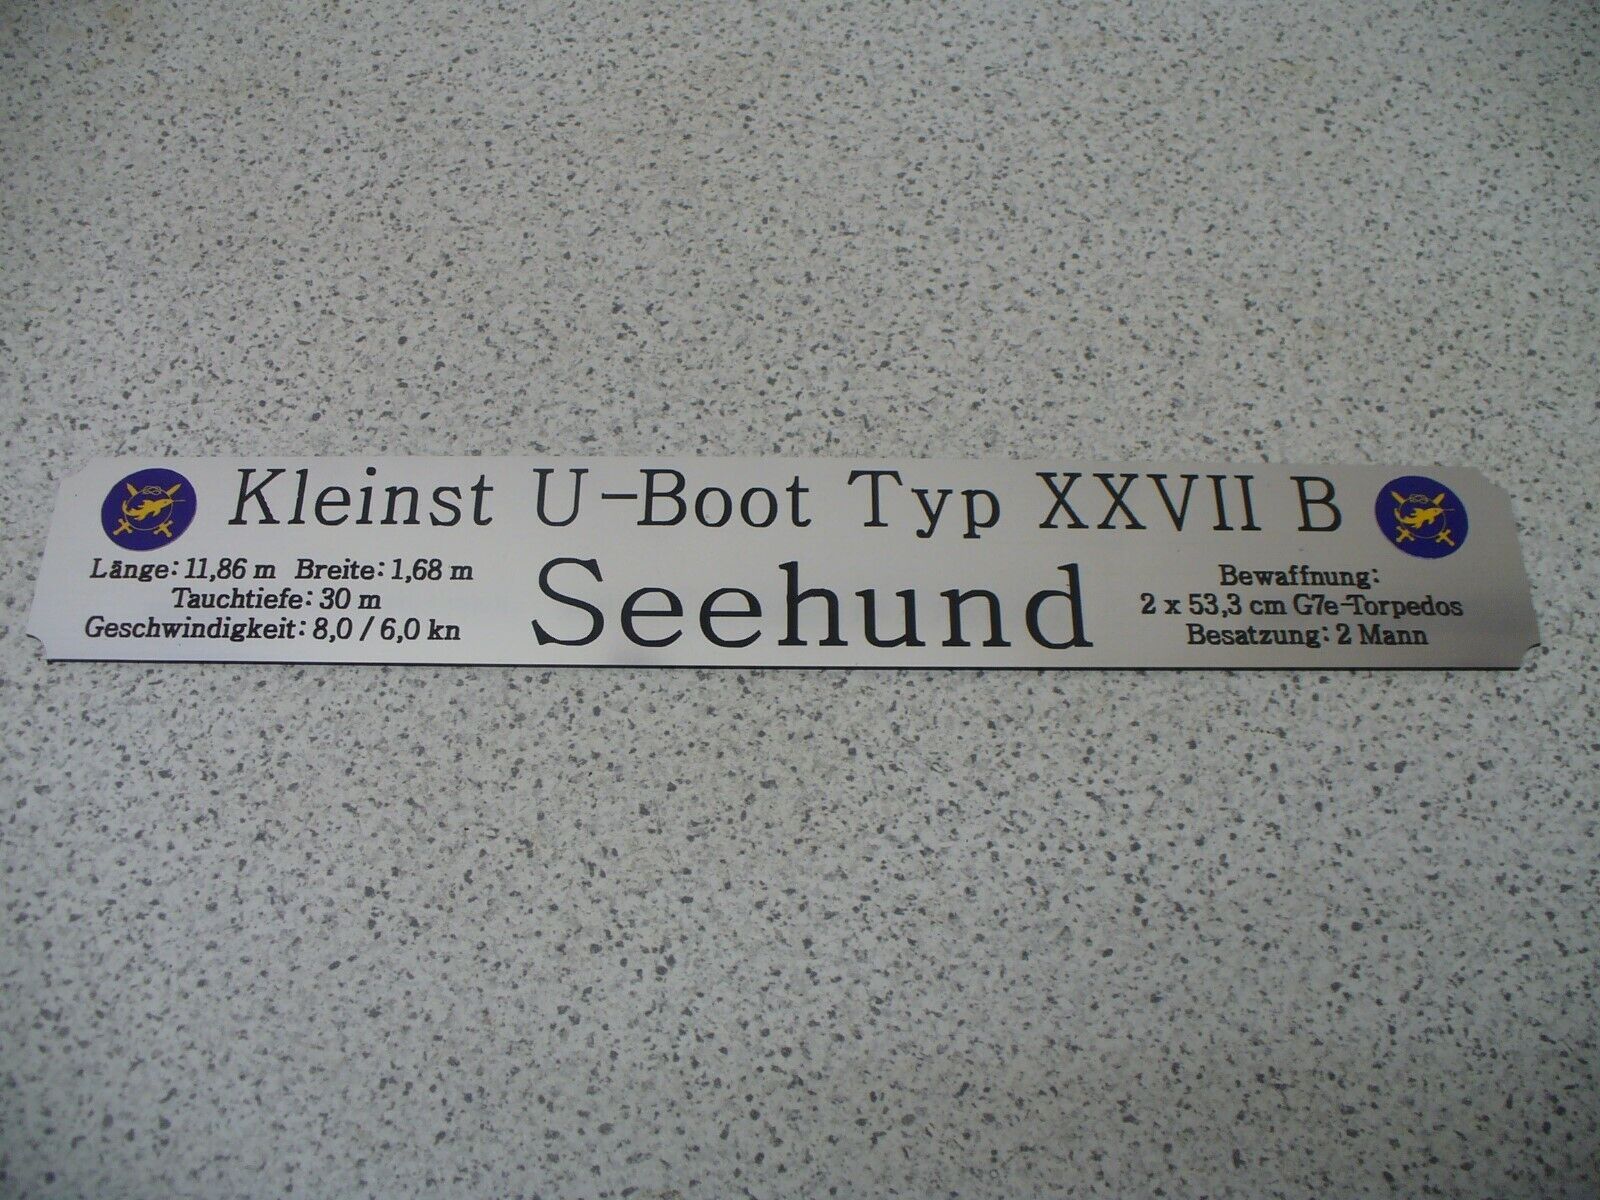 Kleinst U-Boot Typ XXVII B
Länge: 11,86 m Breite: 1,68 m
Tauchtiefe: 30 m
Geschwindigkeit: 8,0 / 6,0 kn
Seehund
Bewaffnung:
2 x 53,3 cm G7e-Torpedos
Besatzung: 2 Mann